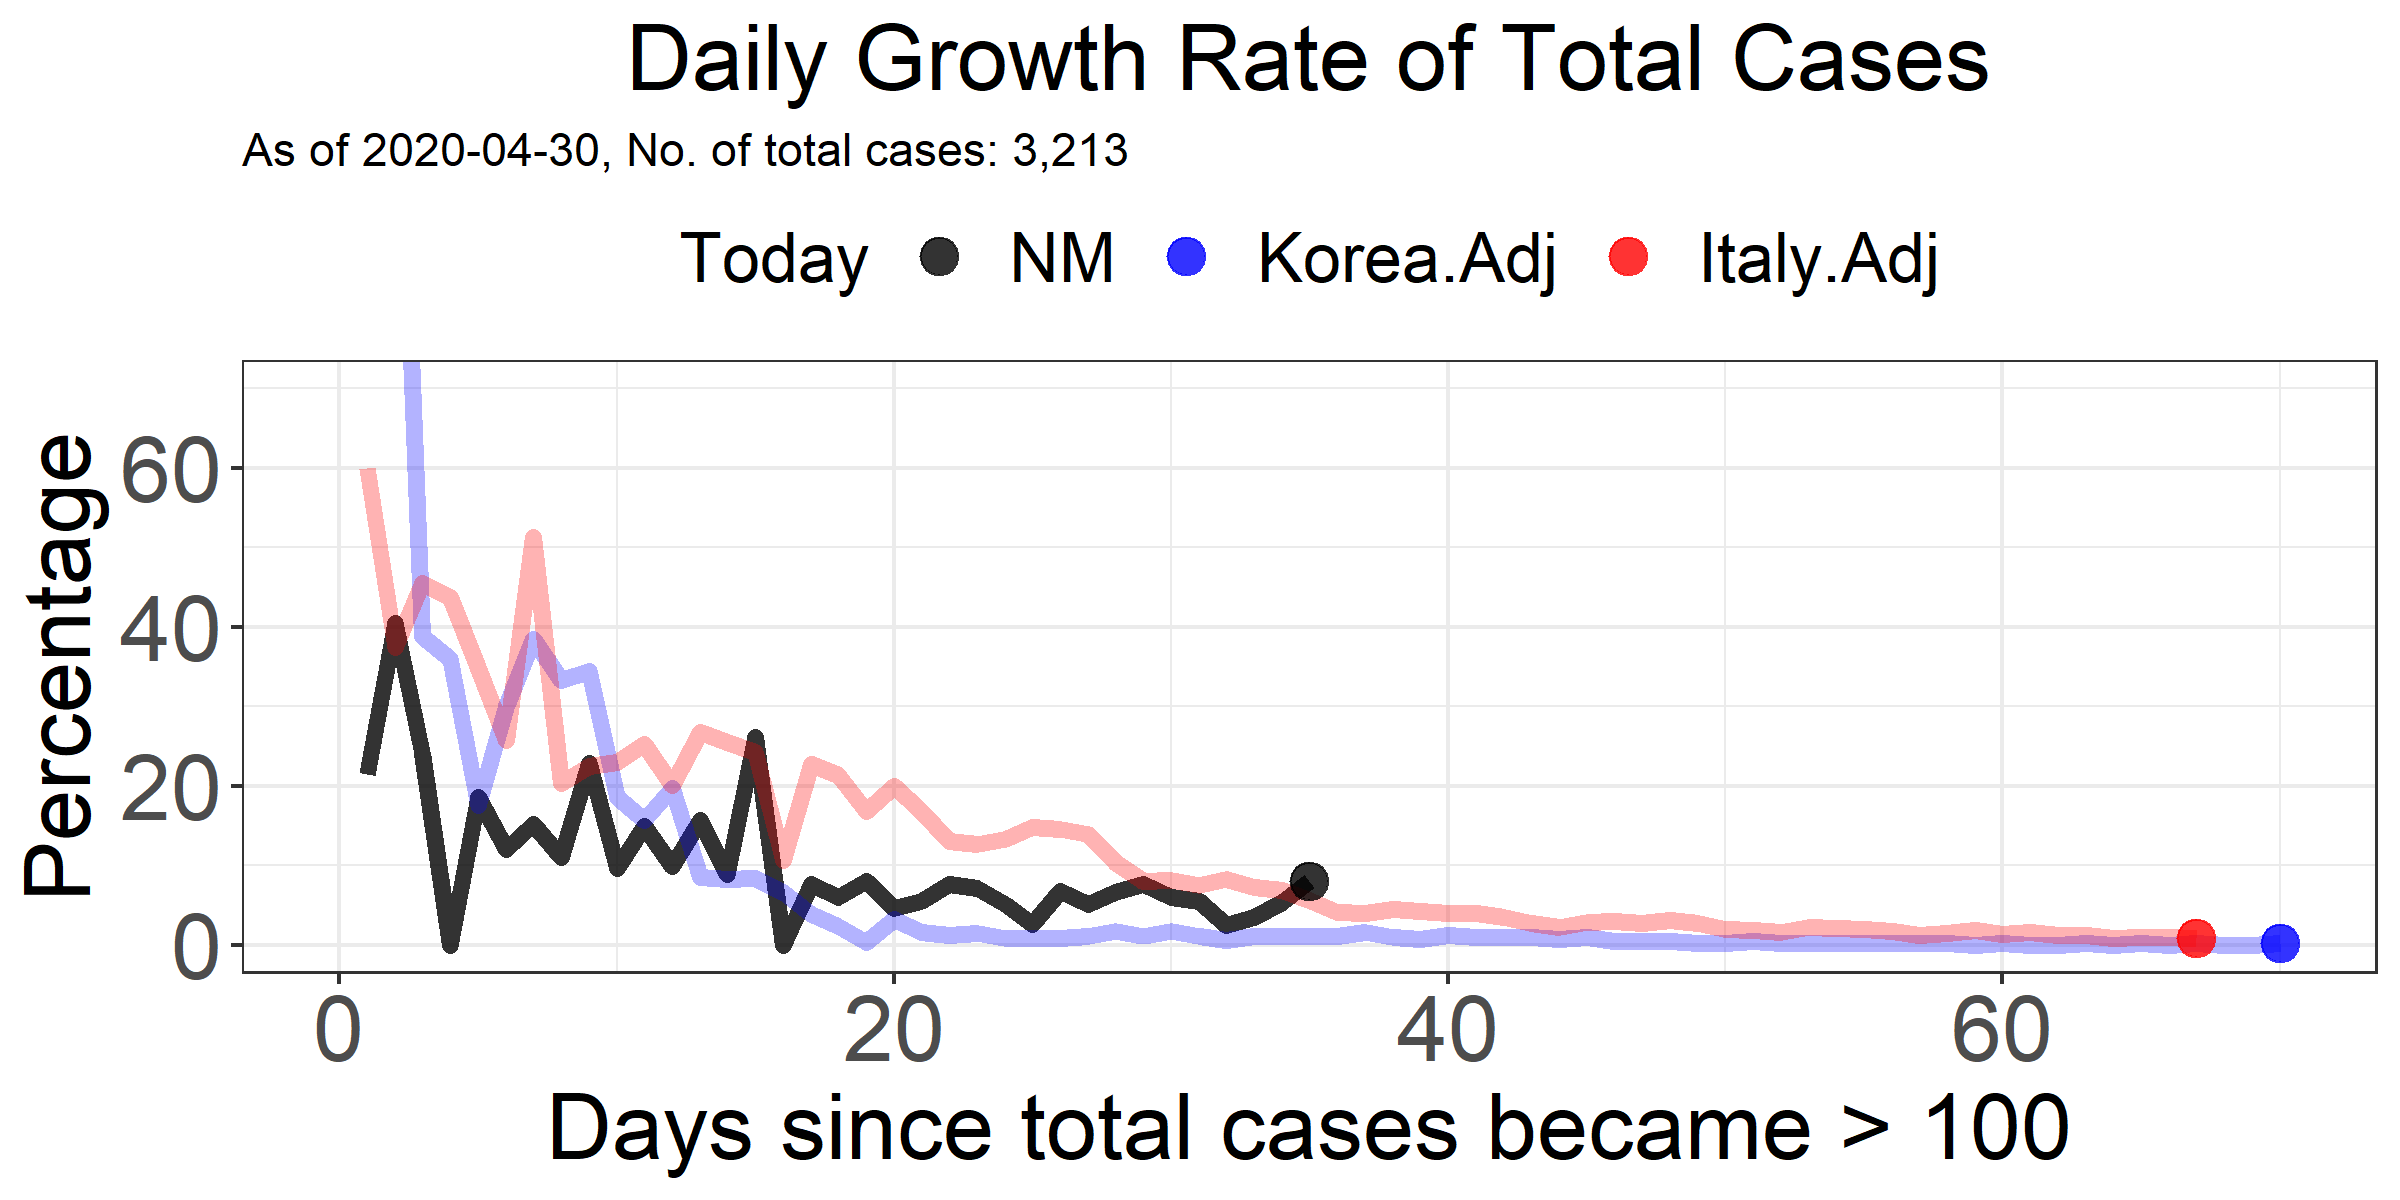 Daily Growth Rate of Total Cases
As of 2020-04-30, No. of total cases: 3,213
Today NM Korea.Adj Italy.Adj
Percentage
60
40
20
0
0 20 40 60
Days since total cases became > 100